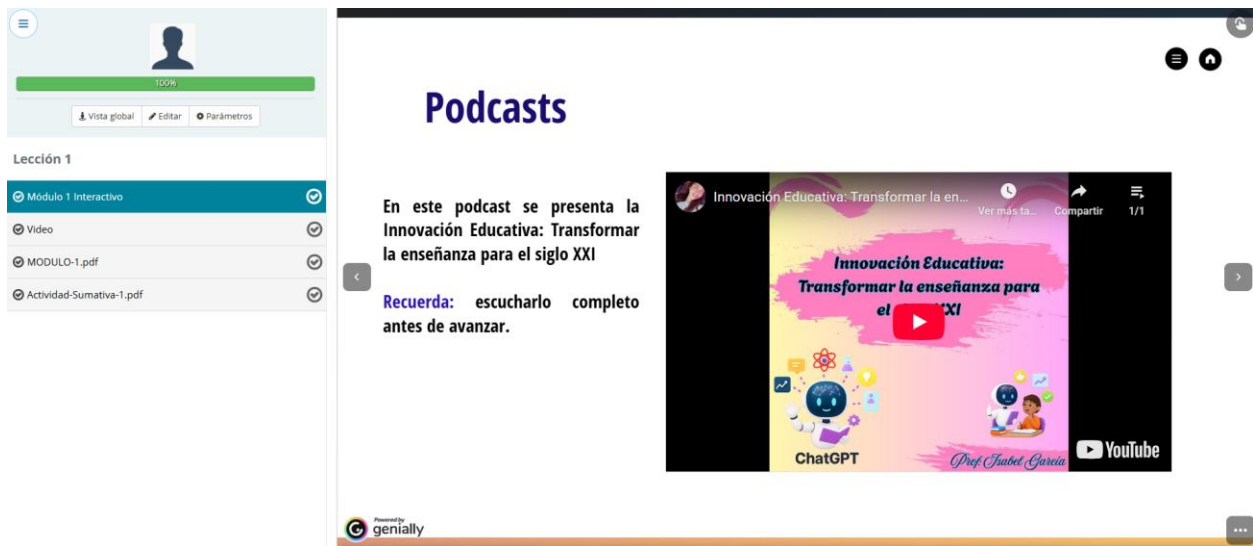 100%
Vista global
Editar
Parámetros
Lección 1
Módulo 1 Interactivo
Video
MODULO-1.pdf
Actividad-Sumativa-1.pdf
Podcasts
En este podcast se presenta la
Innovación Educativa: Transformar
la enseñanza para el siglo XXI
Recuerda: escucharlo completo
antes de avanzar.
Innovación Educativa: Transformar la en...
Ver más ta...
Compartir
1/1
Innovación Educativa:
Transformar la enseñanza para
el XXI
ChatGPT
Prof. Isabel García
YouTube
Powered by
genially